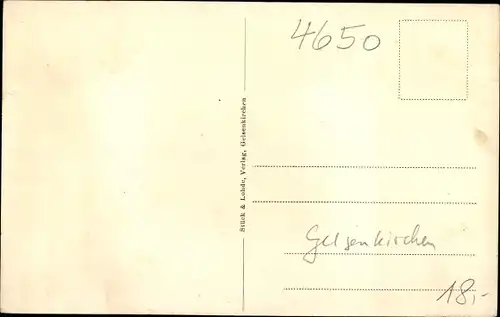 4650
Stück & Lohde, Verlag, Gelsenkirchen
Gelsenkirchen
18,-